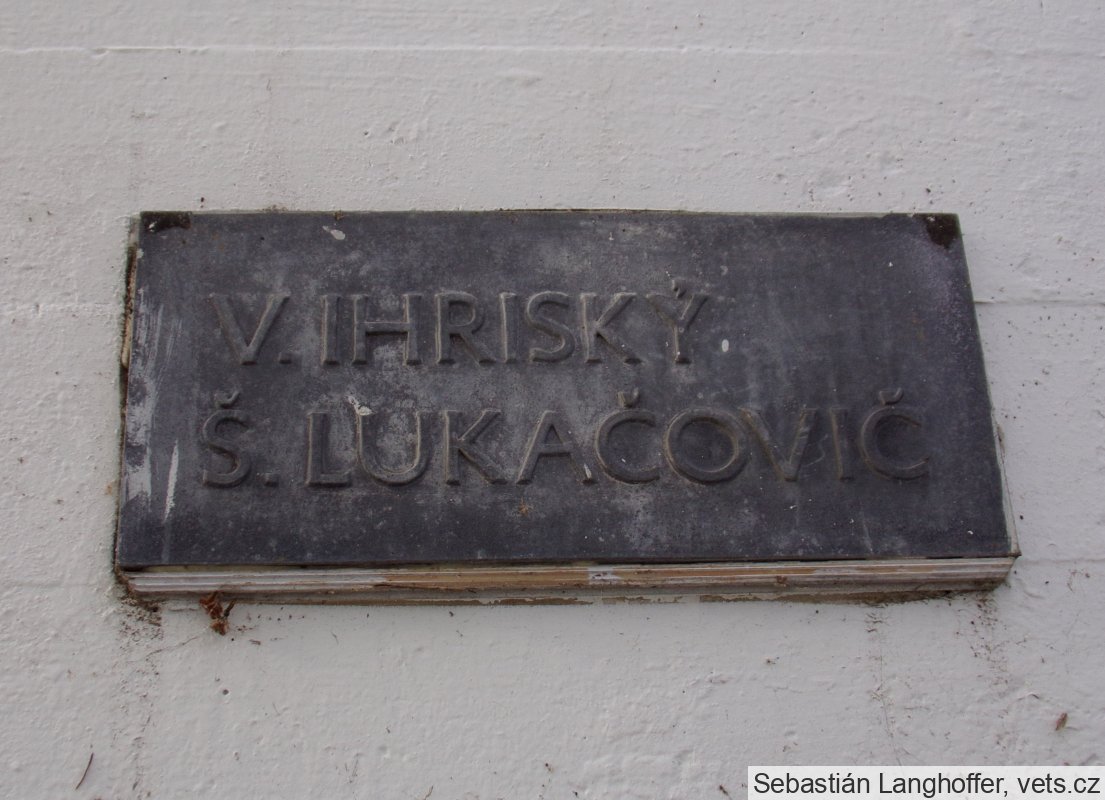 V. IHRISKÝ
Š. LUKAČOVIČ
Sebastián Langhoffer, vets.cz